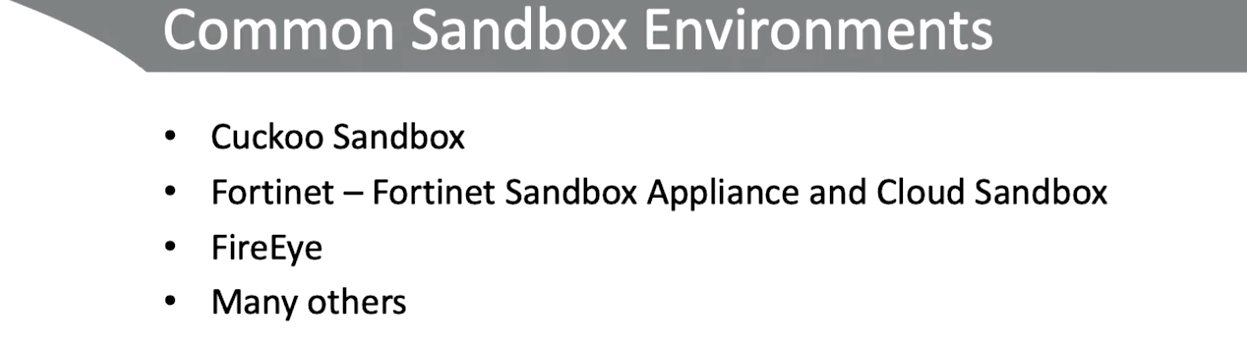 Common Sandbox Environments
• Cuckoo Sandbox
• Fortinet – Fortinet Sandbox Appliance and Cloud Sandbox
• FireEye
• Many others